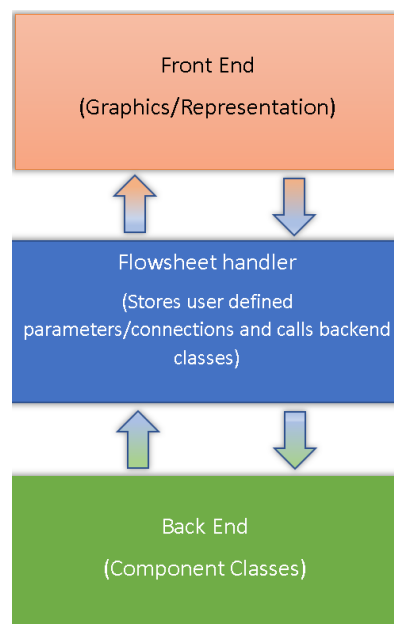 Front End
(Graphics/Representation)
Flowsheet handler
(Stores user defined
parameters/connections and calls backend
classes)
Back End
(Component Classes)